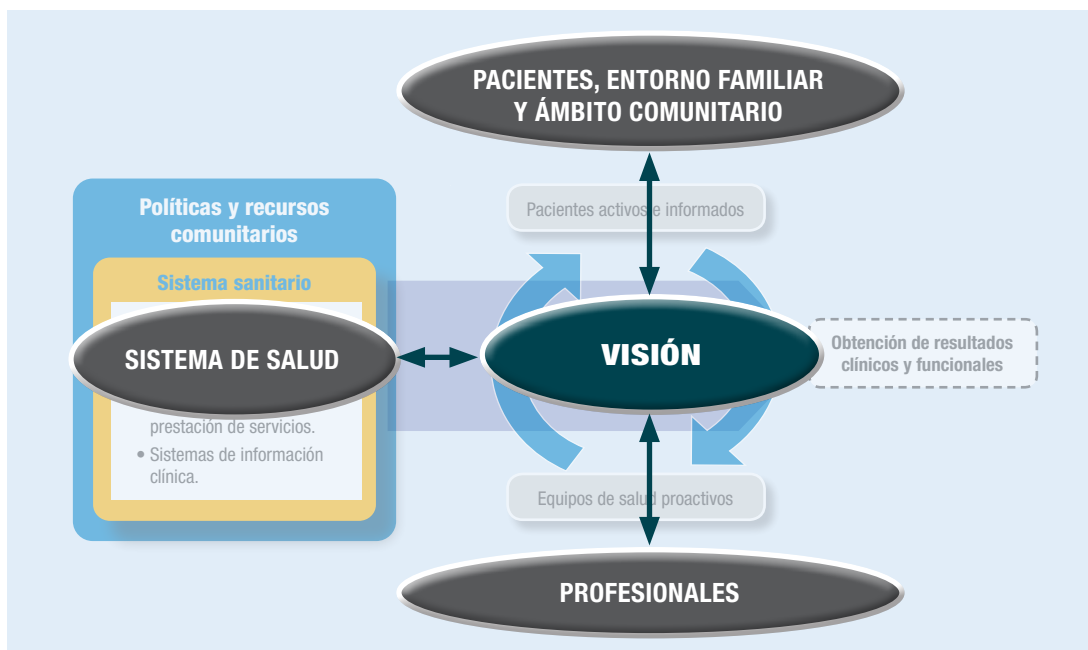 PACIENTES, ENTORNO FAMILIAR
Y ÁMBITO COMUNITARIO
Pacientes activos e informados
Políticas y recursos
comunitarios
Sistema sanitario
SISTEMA DE SALUD
prestación de servicios.
• Sistemas de información
clínica.
VISIÓN
Obtención de resultados
clínicos y funcionales
Equipos de salud proactivos
PROFESIONALES